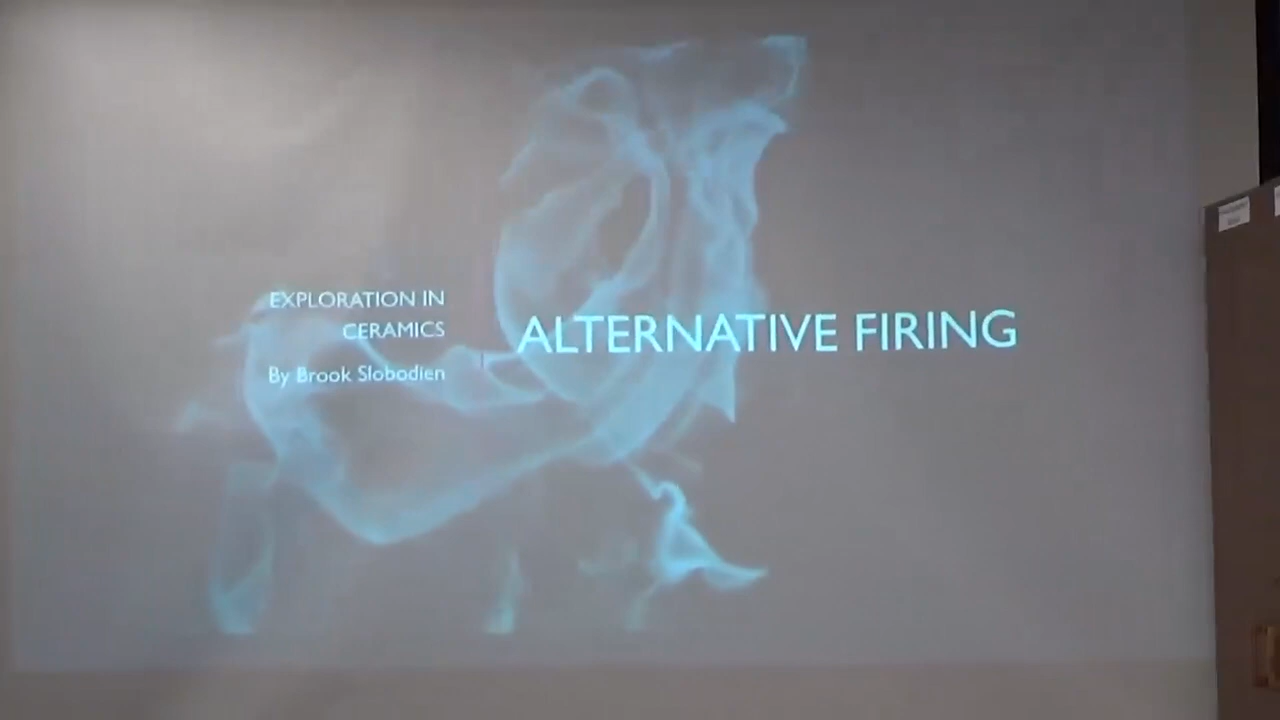 EXPLORATION IN
CERAMICS
By Brook Slobodien
ALTERNATIVE FIRING